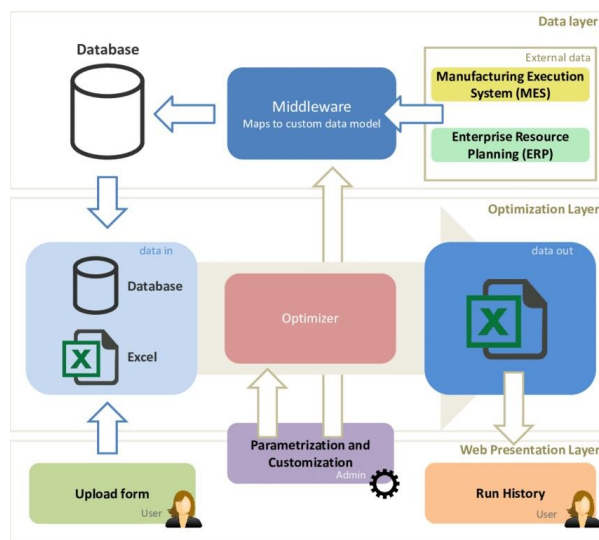 Data layer
Database
External data
Manufacturing Execution
System (MES)
Middleware
Maps to custom data model
Enterprise Resource
Planning (ERP)
Optimization Layer
data in
data out
Database
Optimizer
X
X
Excel
Parametrization and
Customization
Admin
Web Presentation Layer
Upload form
User
Run History
User